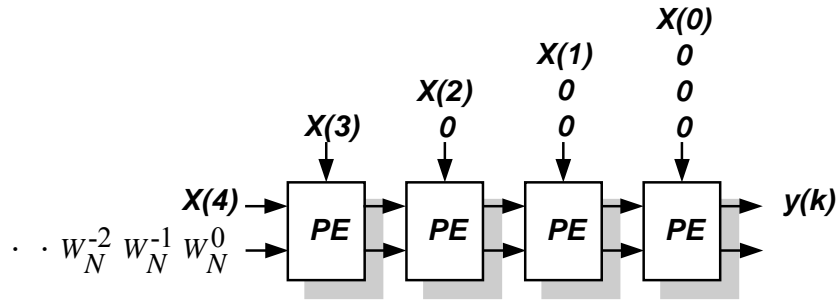 X(0)
X(1) 0
X(2) 0 0
X(3) 0 0 0
X(4) PE PE PE PE y(k)
· · W_N^{-2} W_N^{-1} W_N^0